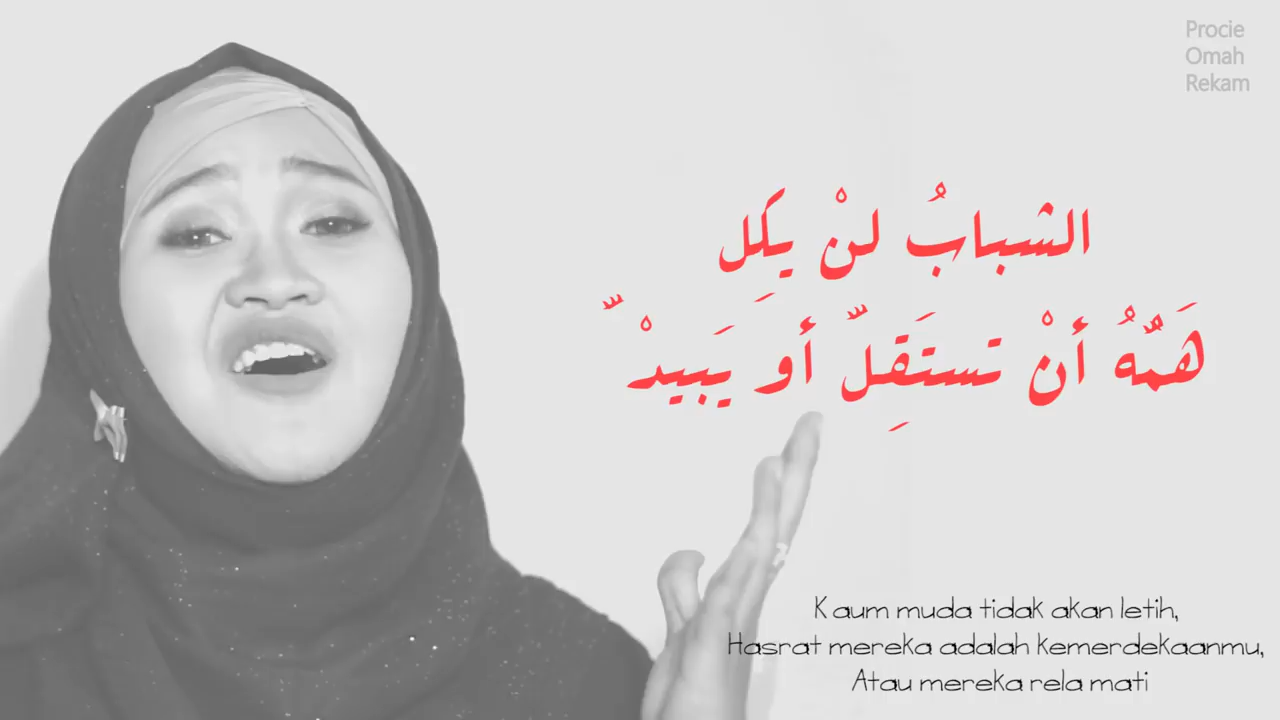 Procie
Omah
Rekam
الشبابُ لنْ يكِل
هَمُّهُ أنْ تستَقِلّ أو يَبيدْ
Kaum muda tidak akan letih,
Hasrat mereka adalah kemerdekaanmu,
Atau mereka rela mati